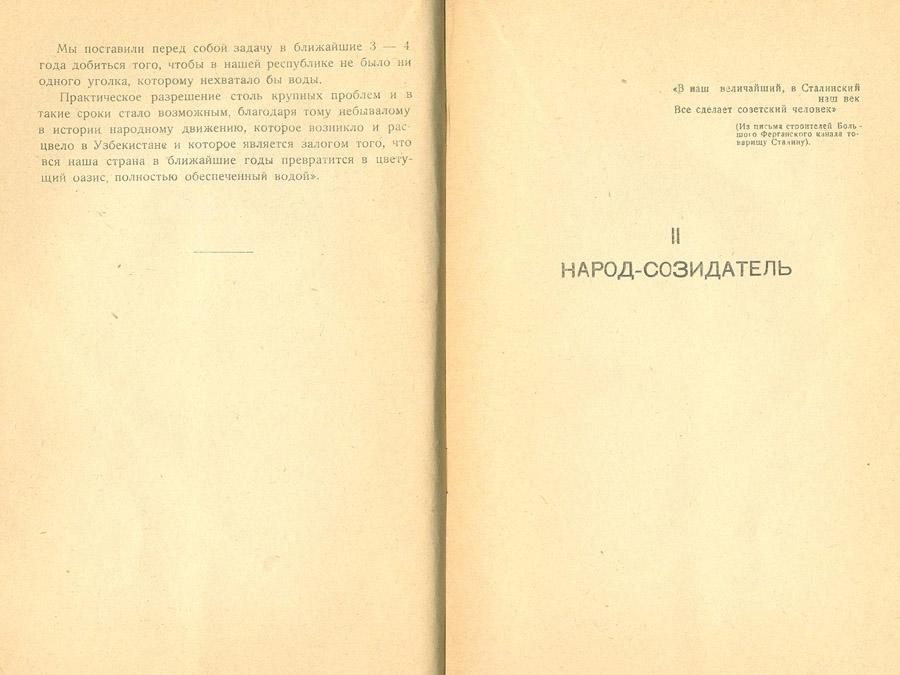 Мы поставили перед собой задачу в ближайшие 3 — 4
года добиться того, чтобы в нашей республике не было ни
одного уголка, которому нехватало бы воды.
Практическое разрешение столь крупных проблем и в
такие сроки стало возможным, благодаря тому небывалому
в истории народному движению, которое возникло и рас-
цвело в Узбекистане и которое является залогом того, что
вся наша страна в ближайшие годы превратится в цвету-
щий оазис, полностью обеспеченный водой».
«В наш величайший, в Сталинский
наш век
Все сделает советский человек»
(Из письма строителей Боль-
шого Ферганского канала то-
варищу Сталину).
II
НАРОД-СОЗИДАТЕЛЬ